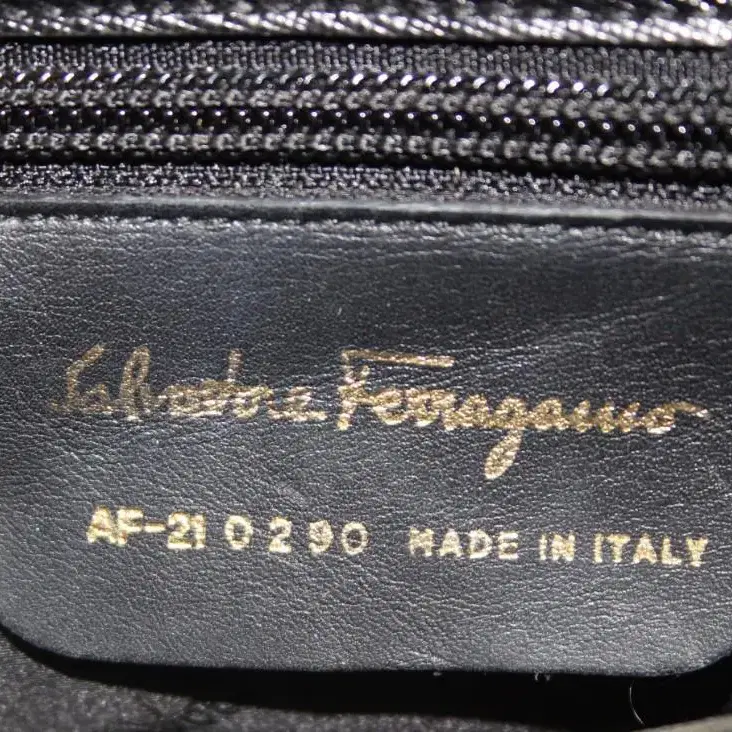 Salvatore Ferragamo
AF-21 0290 MADE IN ITALY